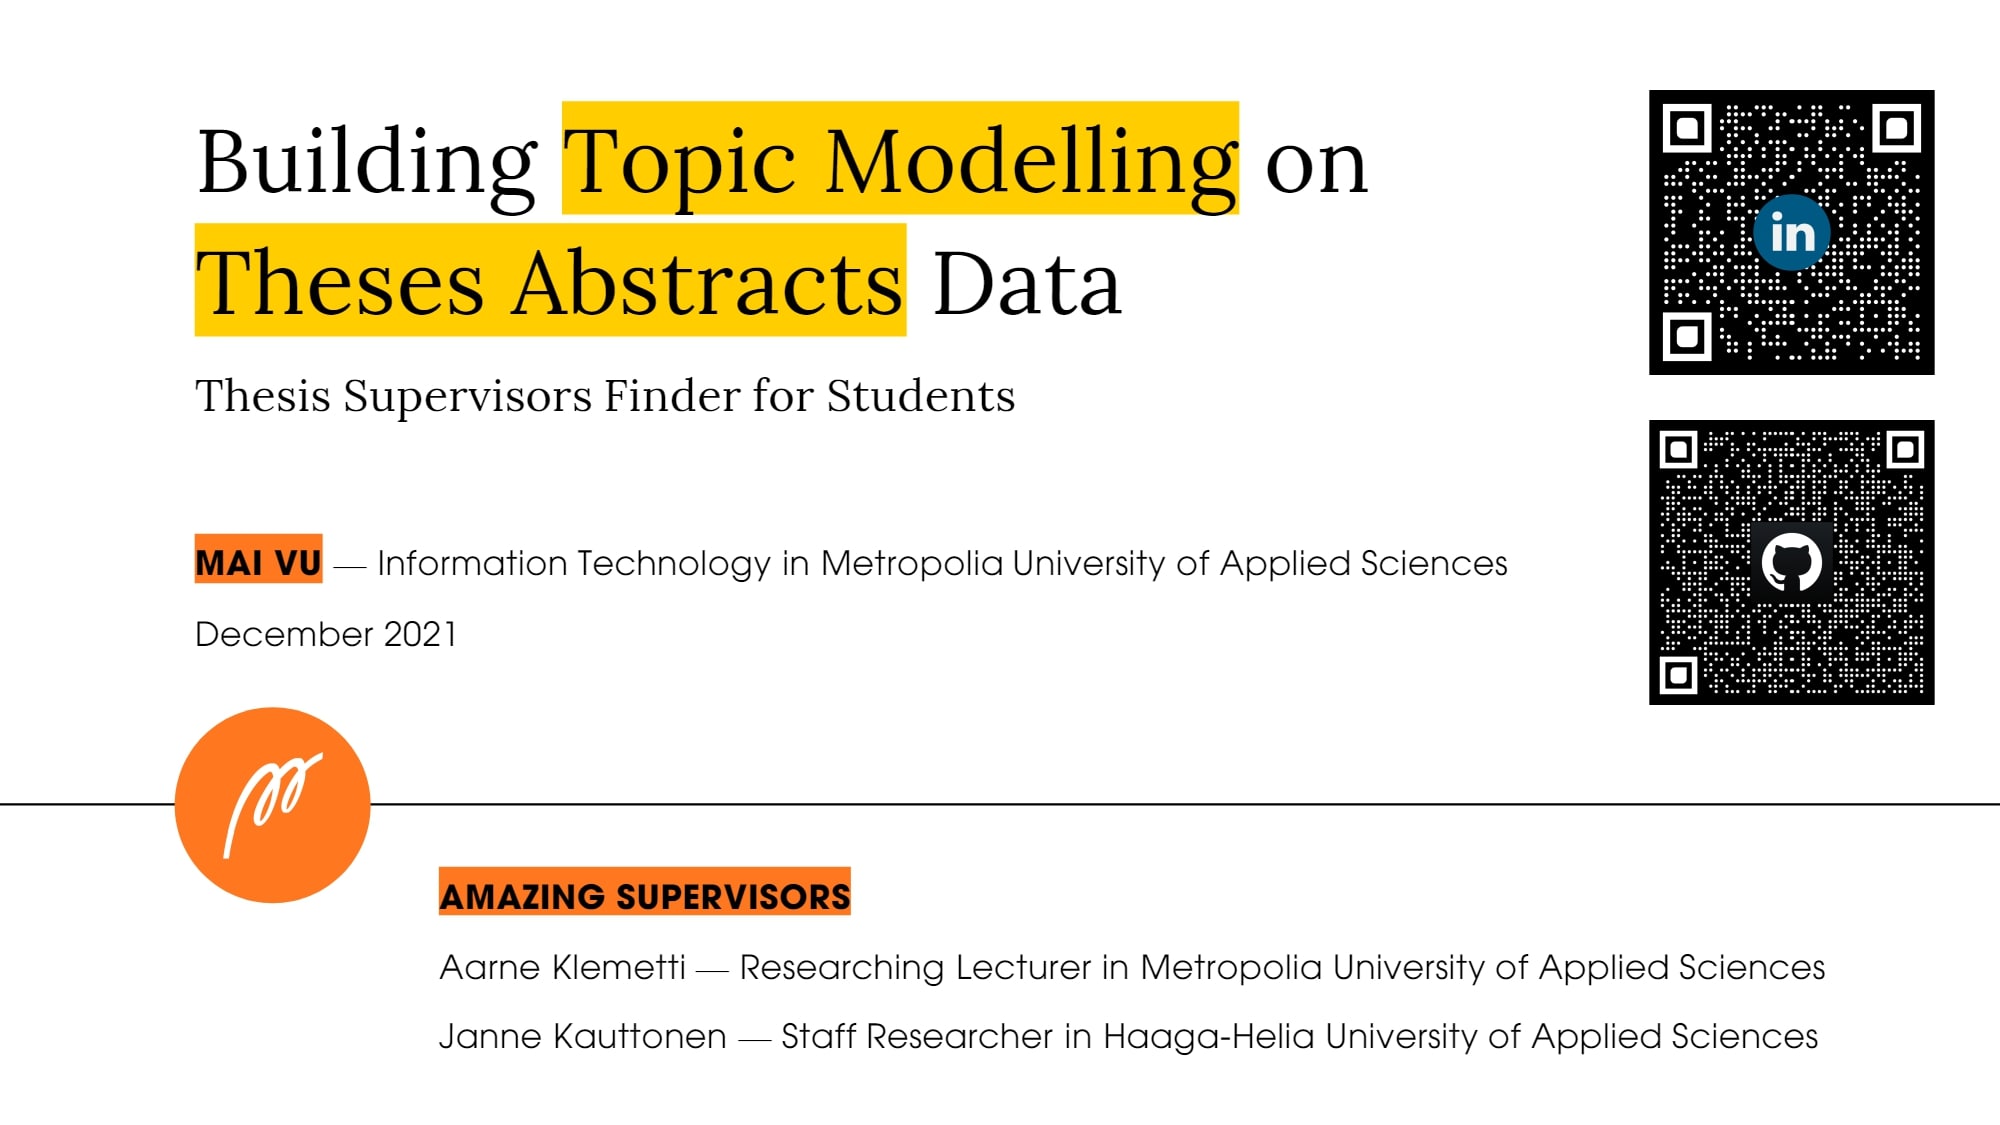 Building Topic Modelling on
Theses Abstracts Data
Thesis Supervisors Finder for Students
MAI VU — Information Technology in Metropolia University of Applied Sciences
December 2021
in
AMAZING SUPERVISORS
Aarne Klemetti — Researching Lecturer in Metropolia University of Applied Sciences
Janne Kauttonen — Staff Researcher in Haaga-Helia University of Applied Sciences